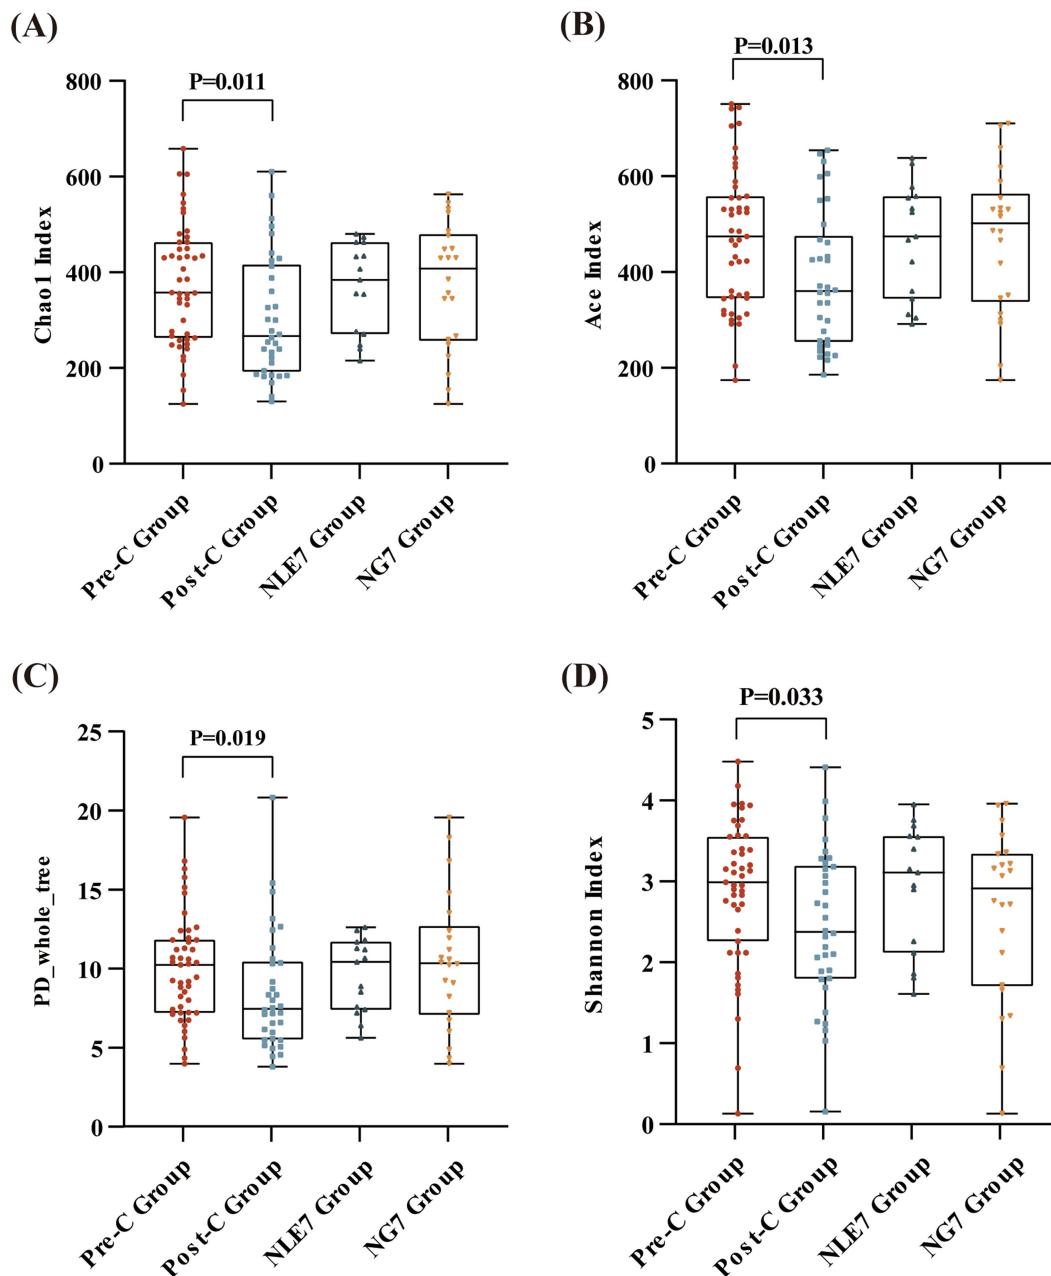 (A)
P=0.011
800
600
400
200
0
Chao1 Index
Pre-C Group
Post-C Group
NLE7 Group
NG7 Group
(B)
P=0.013
800
600
400
200
0
Ace Index
Pre-C Group
Post-C Group
NLE7 Group
NG7 Group
(C)
P=0.019
25
20
15
10
5
0
PD_whole_tree
Pre-C Group
Post-C Group
NLE7 Group
NG7 Group
(D)
P=0.033
5
4
3
2
1
0
Shannon Index
Pre-C Group
Post-C Group
NLE7 Group
NG7 Group